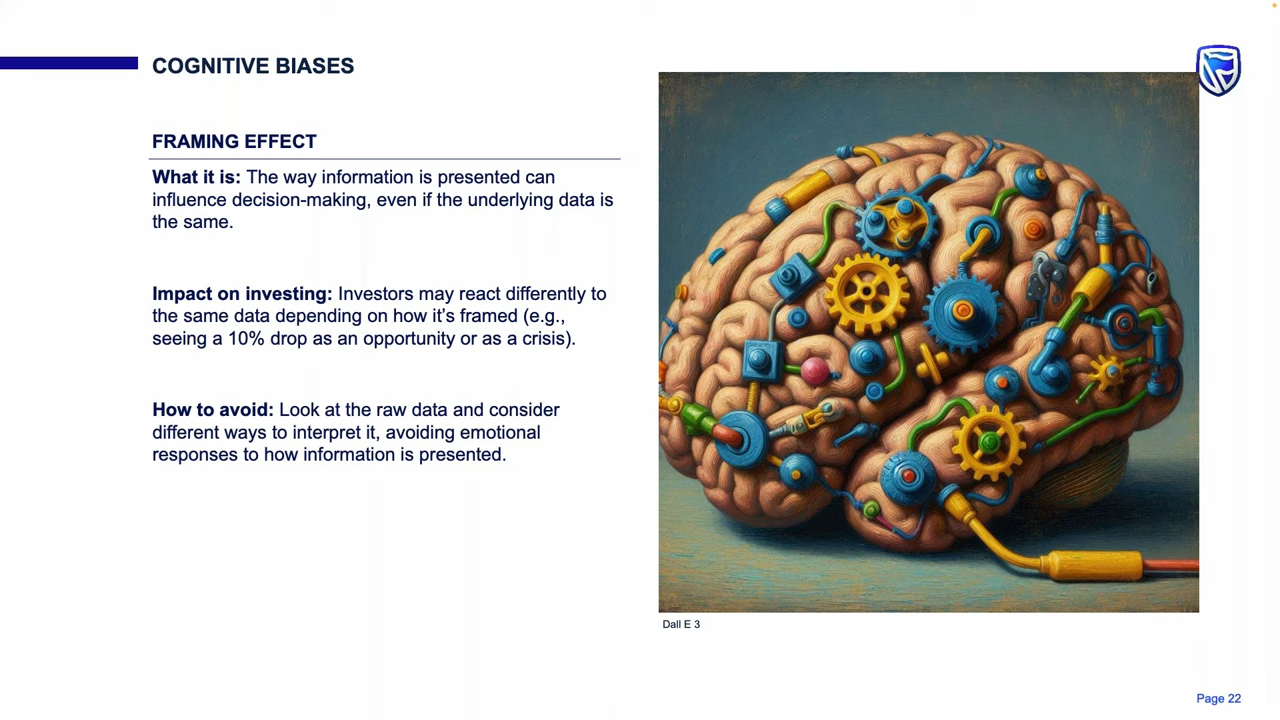 COGNITIVE BIASES
FRAMING EFFECT
What it is: The way information is presented can
influence decision-making, even if the underlying data is
the same.
Impact on investing: Investors may react differently to
the same data depending on how it’s framed (e.g.,
seeing a 10% drop as an opportunity or as a crisis).
How to avoid: Look at the raw data and consider
different ways to interpret it, avoiding emotional
responses to how information is presented.
Dall E 3
Page 22